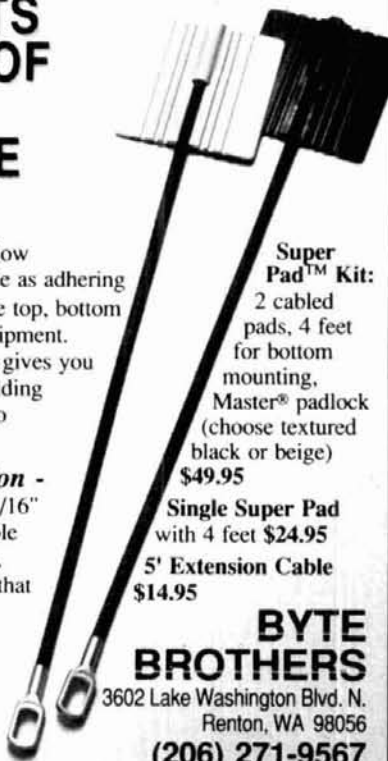 TS
OF
E
ow
e as adhering
e top, bottom
ipment.
gives you
ding
o
on -
/16"
le
.
that
Super
Pad™ Kit:
2 cabled
pads, 4 feet
for bottom
mounting,
Master® padlock
(choose textured
black or beige)
$49.95
Single Super Pad
with 4 feet $24.95
5' Extension Cable
$14.95
BYTE
BROTHERS
3602 Lake Washington Blvd. N.
Renton, WA 98056
(206) 271-9567